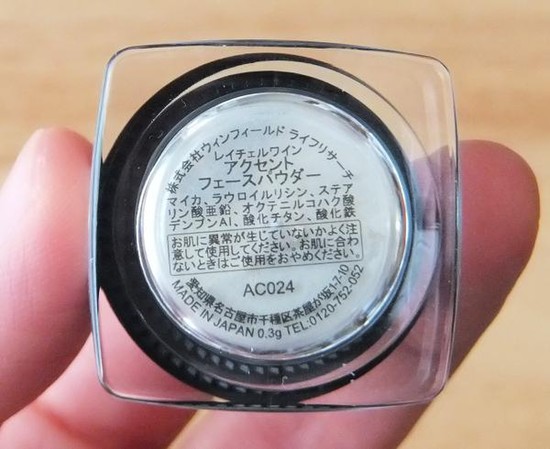 株式会社ウィンフィールド ライフリサーチ
レイチェルワイン
アクセント
フェースパウダー
マイカ、ラウロイルリシン、ステア
リン酸亜鉛、オクテニルコハク酸
デンプンAl、酸化チタン、酸化鉄
お肌に異常が生じていないかよく注
意して使用してください。お肌に合わ
ないときはご使用をおやめください。
AC024
愛知県名古屋市千種区茶屋が坂1-7-10
MADE IN JAPAN 0.3g TEL:0120-752-052